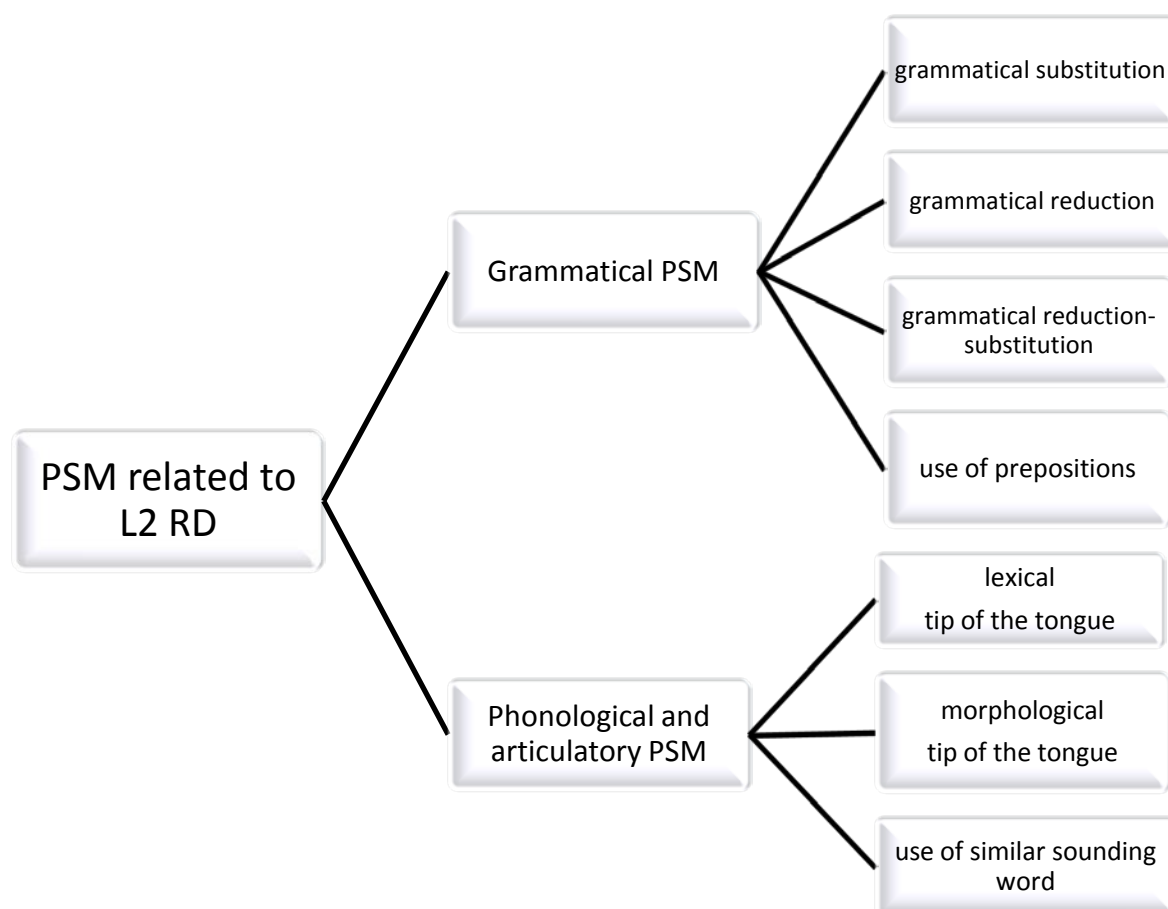 grammatical substitution
grammatical reduction
Grammatical PSM
grammatical reduction-
substitution
use of prepositions
PSM related to
L2 RD
lexical
tip of the tongue
Phonological and
articulatory PSM
morphological
tip of the tongue
use of similar sounding
word